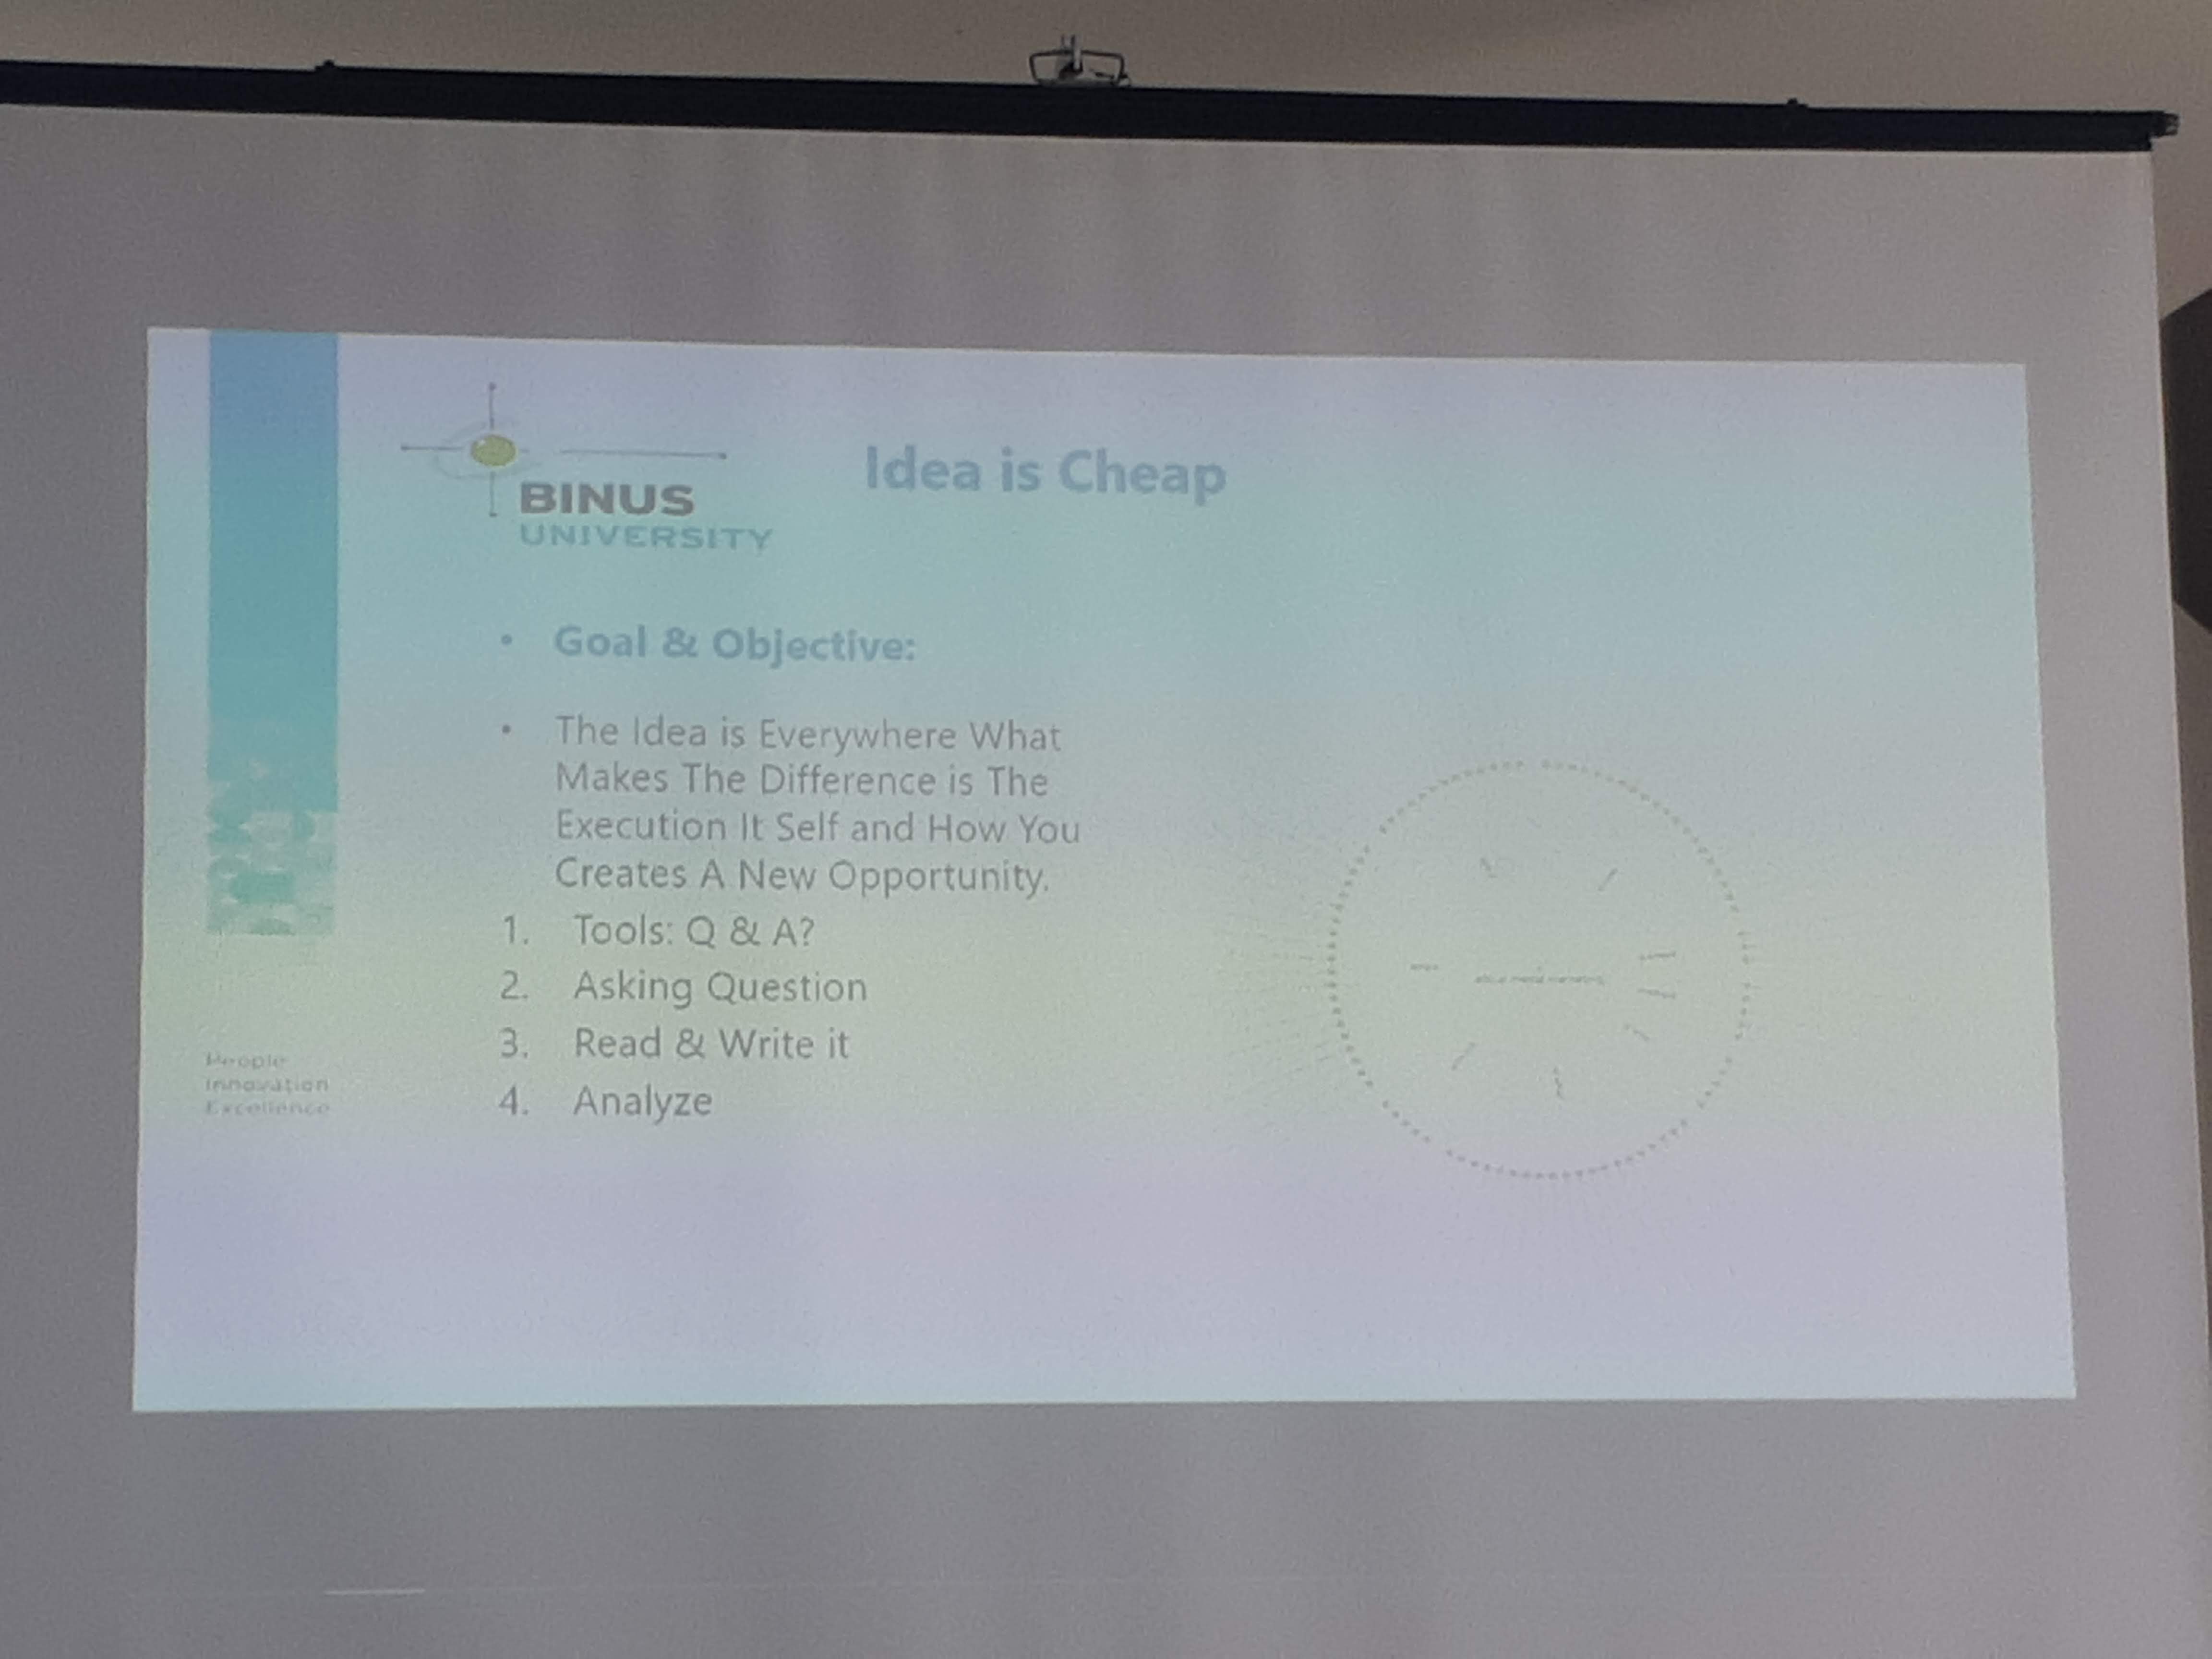 BINUS
UNIVERSITY
Idea is Cheap
• Goal & Objective:
• The Idea is Everywhere What
Makes The Difference is The
Execution It Self and How You
Creates A New Opportunity.
1. Tools: Q & A?
2. Asking Question
3. Read & Write it
4. Analyze
People
Innovation
Excellence